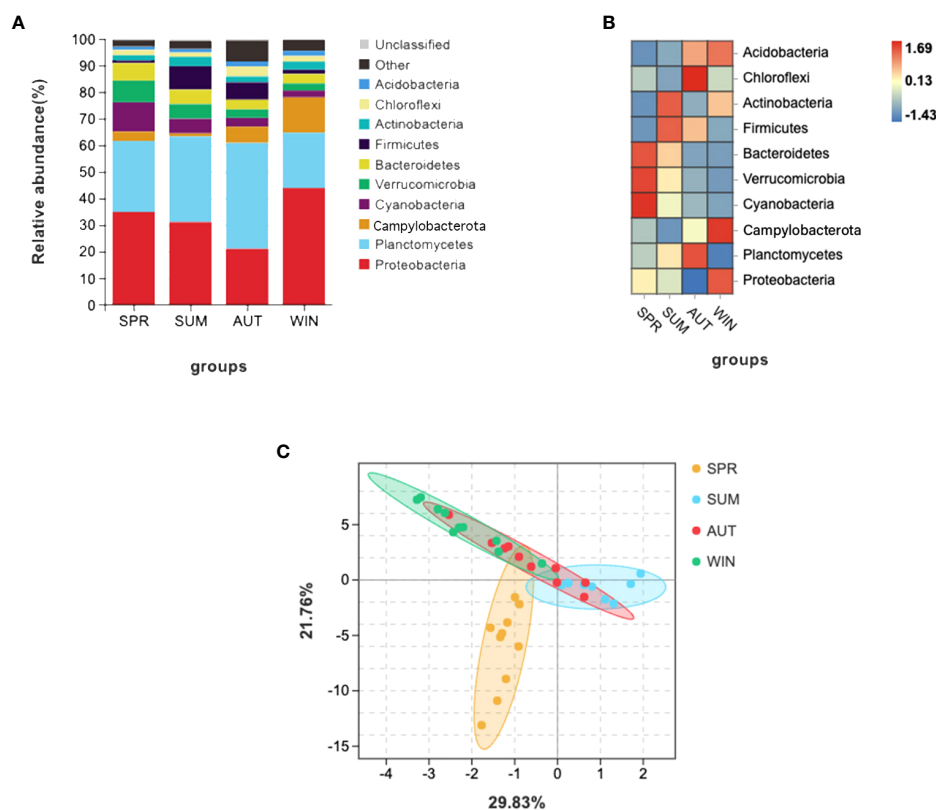 A
Relative abundance(%)
100
90
80
70
60
50
40
30
20
10
0
SPR SUM AUT WIN
groups
Unclassified
Other
Acidobacteria
Chloroflexi
Actinobacteria
Firmicutes
Bacteroidetes
Verrucomicrobia
Cyanobacteria
Campylobacterota
Planctomycetes
Proteobacteria
B
Acidobacteria
Chloroflexi
Actinobacteria
Firmicutes
Bacteroidetes
Verrucomicrobia
Cyanobacteria
Campylobacterota
Planctomycetes
Proteobacteria
SPR SUM AUT WIN
groups
1.69
0.13
-1.43
C
21.76%
5
0
-5
-10
-15
-4 -3 -2 -1 0 1 2
29.83%
SPR
SUM
AUT
WIN